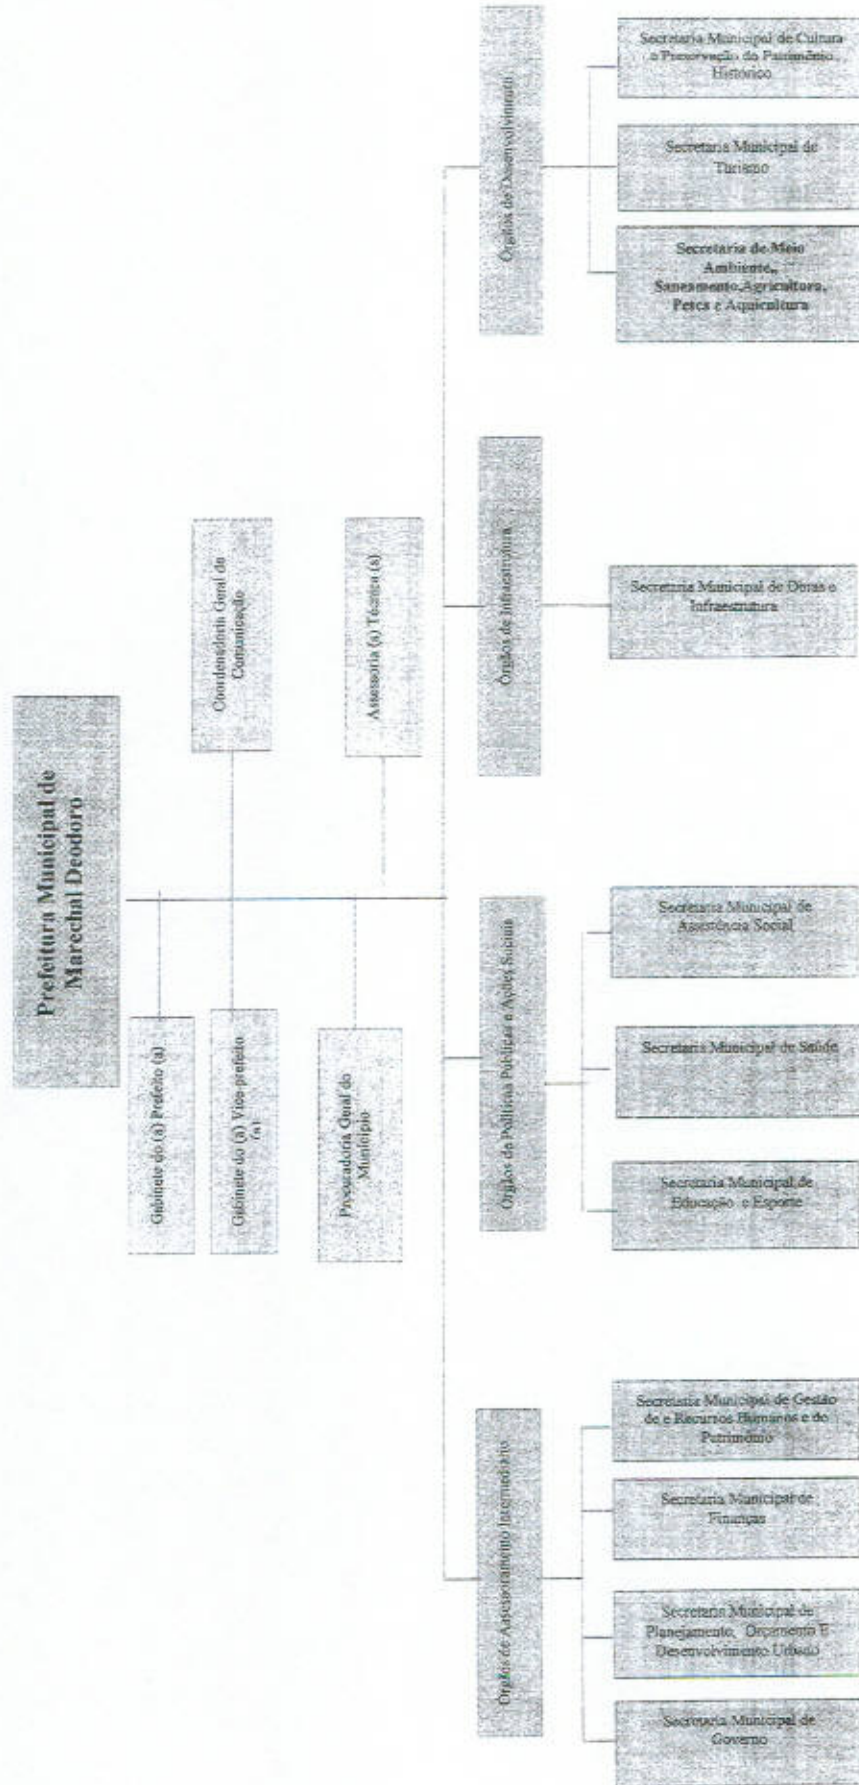 Prefeitura Municipal de
Marechal Deodoro
Gabinete do (a) Prefeito (a)
Gabinete do (a) Vice-prefeito
(a)
Coordenadoria Geral de
Comunicação
Procuradoria Geral do
Município
Assessoria (a) Técnica (s)
Órgãos de Assessoramento Intermediário
Órgãos de Políticas Públicas e Ações Sociais
Órgãos de Infraestrutura
Órgãos de Desenvolvimento
Secretaria Municipal de
Governo
Secretaria Municipal de
Planejamento, Orçamento E
Desenvolvimento Urbano
Secretaria Municipal de
Finanças
Secretaria Municipal de Gestão
de e Recursos Humanos e do
Patrimônio
Secretaria Municipal de
Educação e Esporte
Secretaria Municipal de Saúde
Secretaria Municipal de
Assistência Social
Secretaria Municipal de Obras e
Infraestrutura
Secretaria de Meio
Ambiente,
Saneamento,Agricultura,
Pesca e Aquicultura
Secretaria Municipal de
Turismo
Secretaria Municipal de Cultura
e Preservação do Patrimônio
Histórico